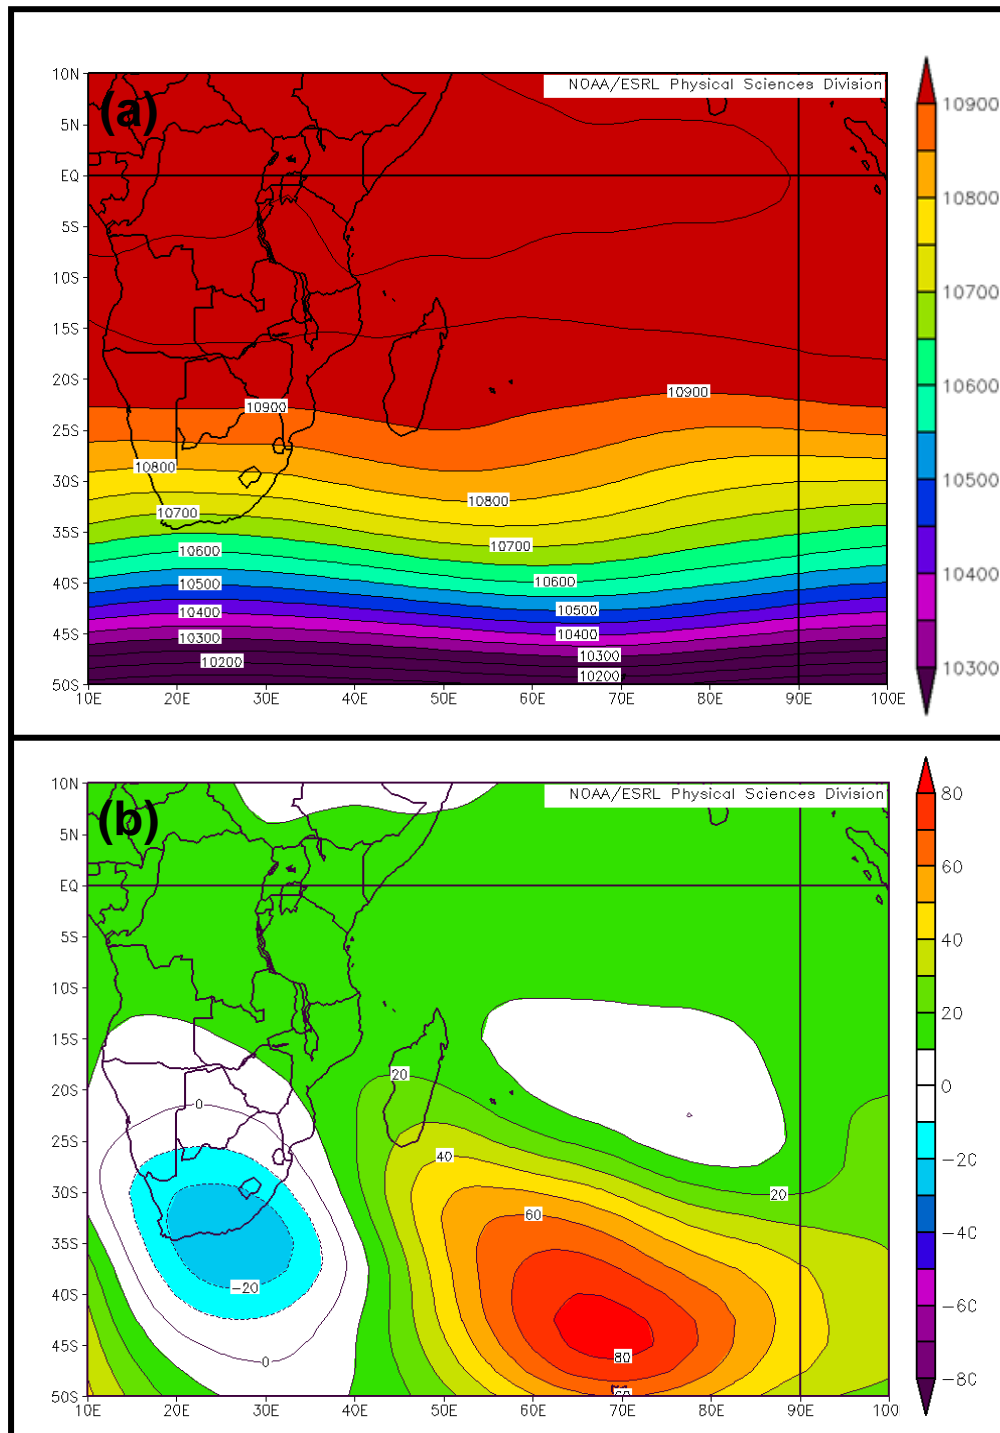 NOAA/ESRL Physical Sciences Division
(a)
10N
5N
EQ
5S
10S
15S
20S
25S
30S
35S
40S
45S
50S
10E 20E 30E 40E 50E 60E 70E 80E 90E 100E
10900
10900
10800
10800
10700
10700
10600
10600
10500
10500
10400
10400
10300
10300
10200
10200
10900
10800
10700
10600
10500
10400
10300
NOAA/ESRL Physical Sciences Division
(b)
10N
5N
EQ
5S
10S
15S
20S
25S
30S
35S
40S
45S
50S
10E 20E 30E 40E 50E 60E 70E 80E 90E 100
20
0
40
20
60
-20
0
80
80
60
40
20
0
-20
-40
-60
-80